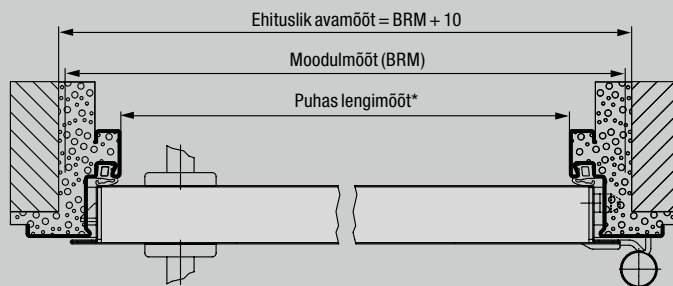 Ehituslik avamõõt = BRM + 10
Moodulmõõt (BRM)
Puhas lengimõõt*